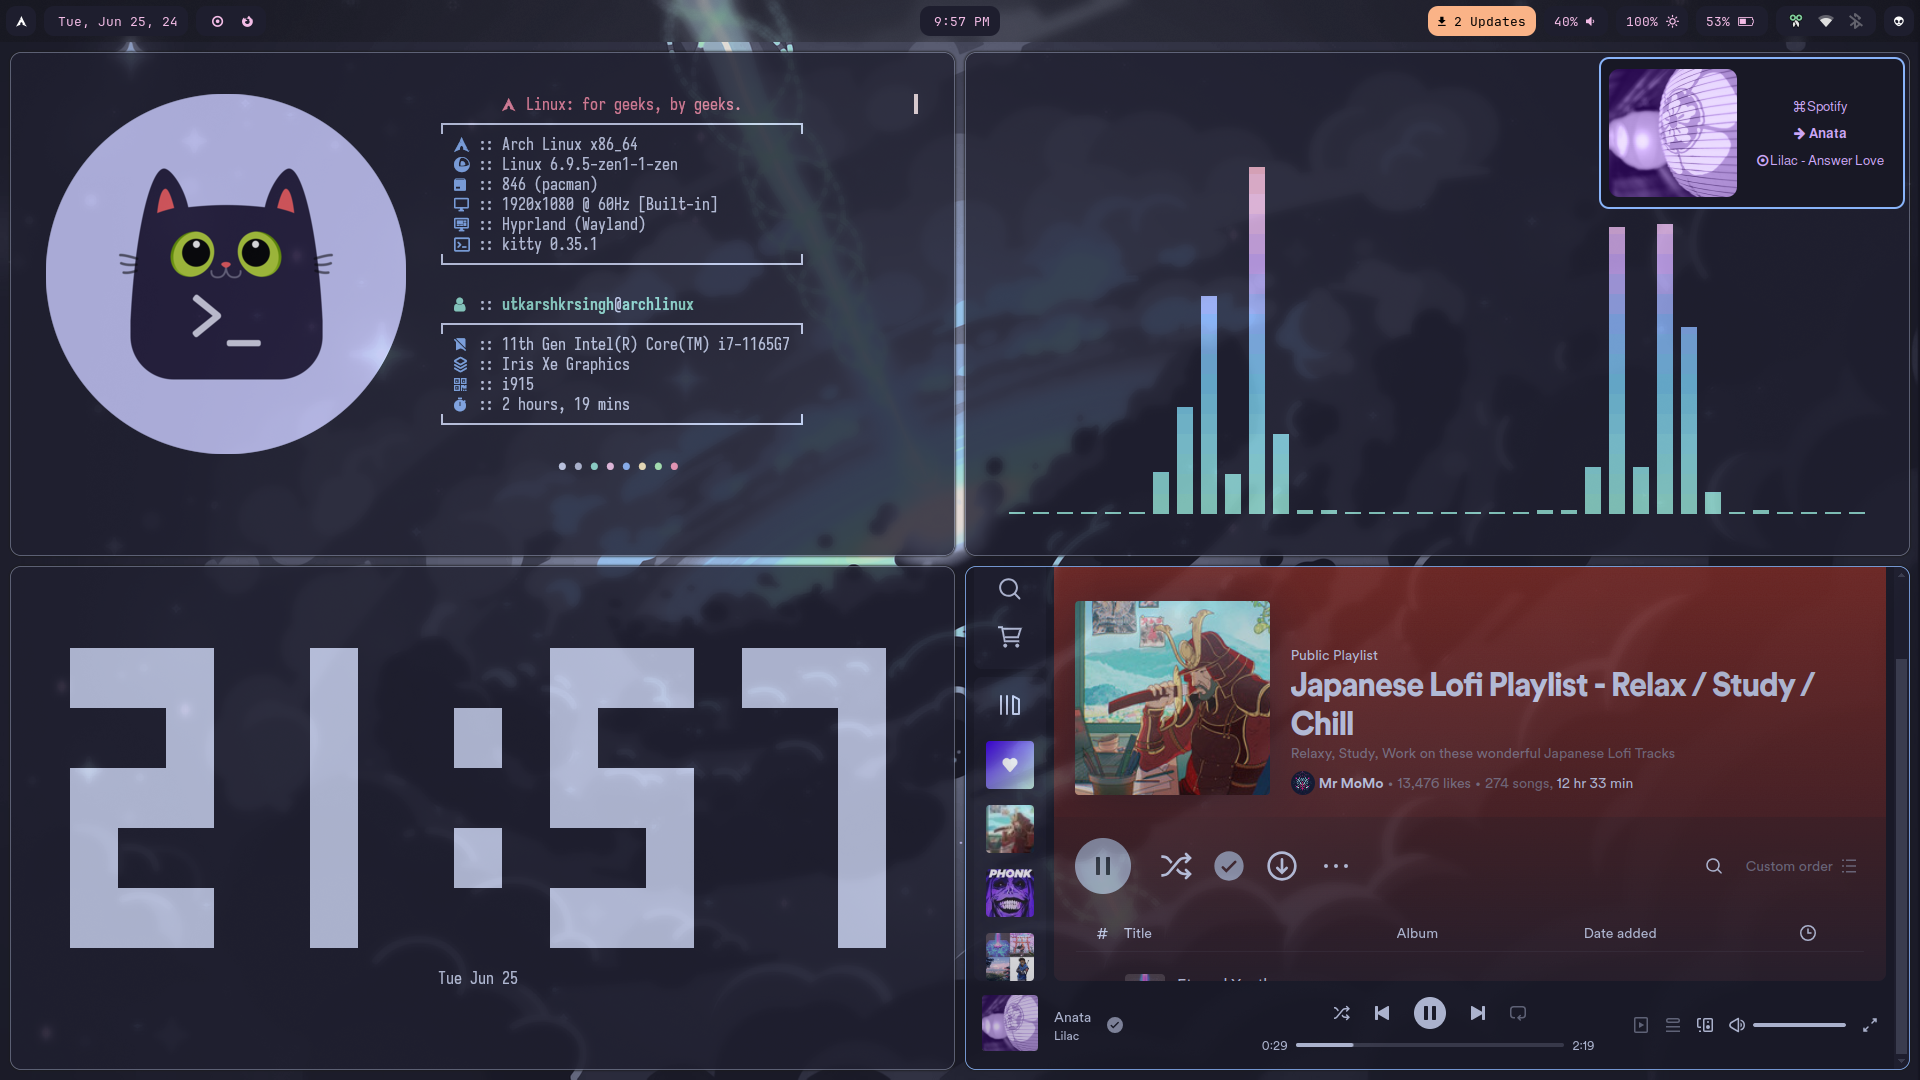 Tue, Jun 25, 24
9:57 PM
2 Updates
40%
100%
53%
Linux: for geeks, by geeks.
:: Arch Linux x86_64
:: Linux 6.9.5-zen1-1-zen
:: 846 (pacman)
:: 1920x1080 @ 60Hz [Built-in]
:: Hyprland (Wayland)
:: kitty 0.35.1
:: utkarshkrsingh@archlinux
:: 11th Gen Intel(R) Core(TM) i7-1165G7
:: Iris Xe Graphics
:: i915
:: 2 hours, 19 mins
>_
⌘Spotify
→ Anata
Lilac - Answer Love
21:57
Tue Jun 25
Public Playlist
Japanese Lofi Playlist - Relax / Study /
Chill
Relaxy, Study, Work on these wonderful Japanese Lofi Tracks
Mr MoMo • 13,476 likes • 274 songs, 12 hr 33 min
PHONK
Custom order
# Title Album Date added
Anata
Lilac
0:29
2:19